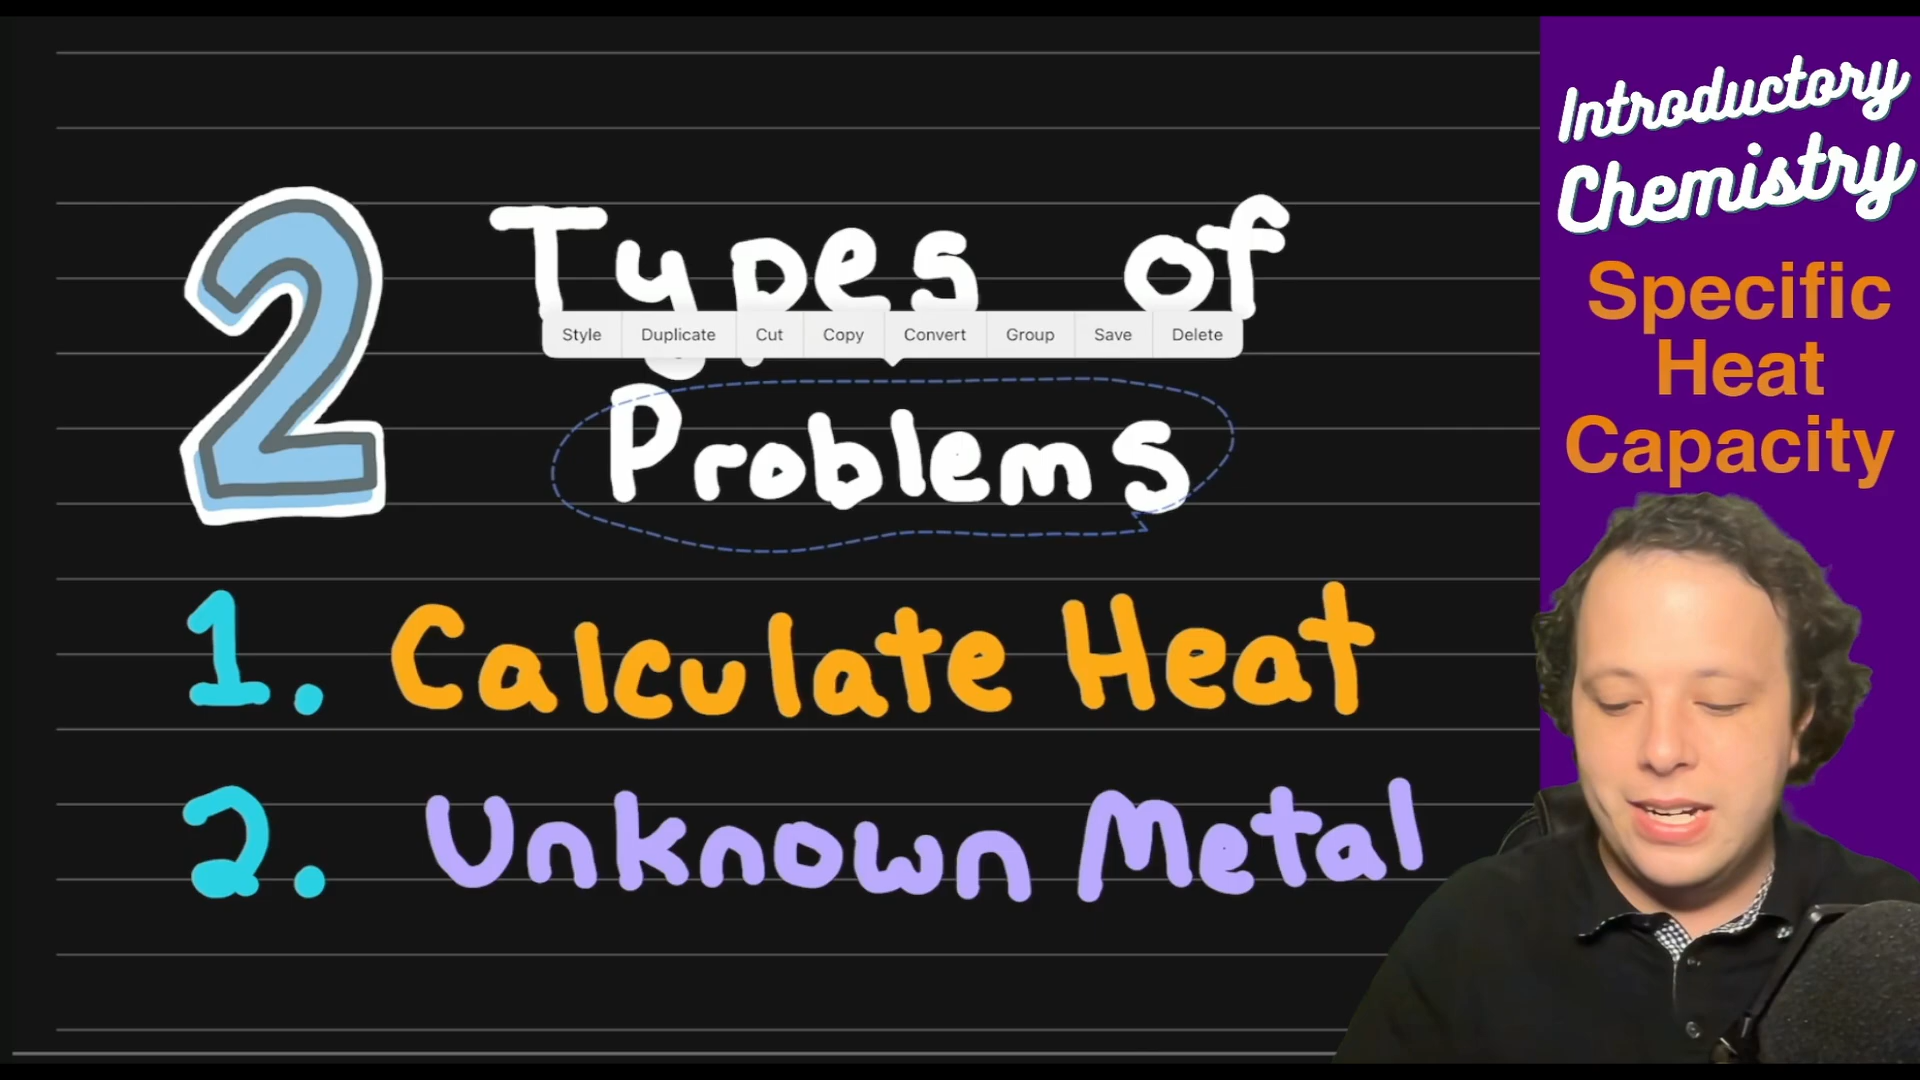 2 Types of
Style Duplicate Cut Copy Convert Group Save Delete
Problems
1. Calculate Heat
2. Unknown Metal
Introductory
Chemistry
Specific
Heat
Capacity